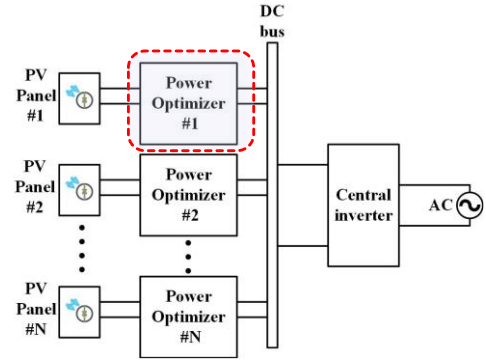 DC
bus
PV
Panel
#1
Power
Optimizer
#1
PV
Panel
#2
Power
Optimizer
#2
Central
inverter
AC
PV
Panel
#N
Power
Optimizer
#N